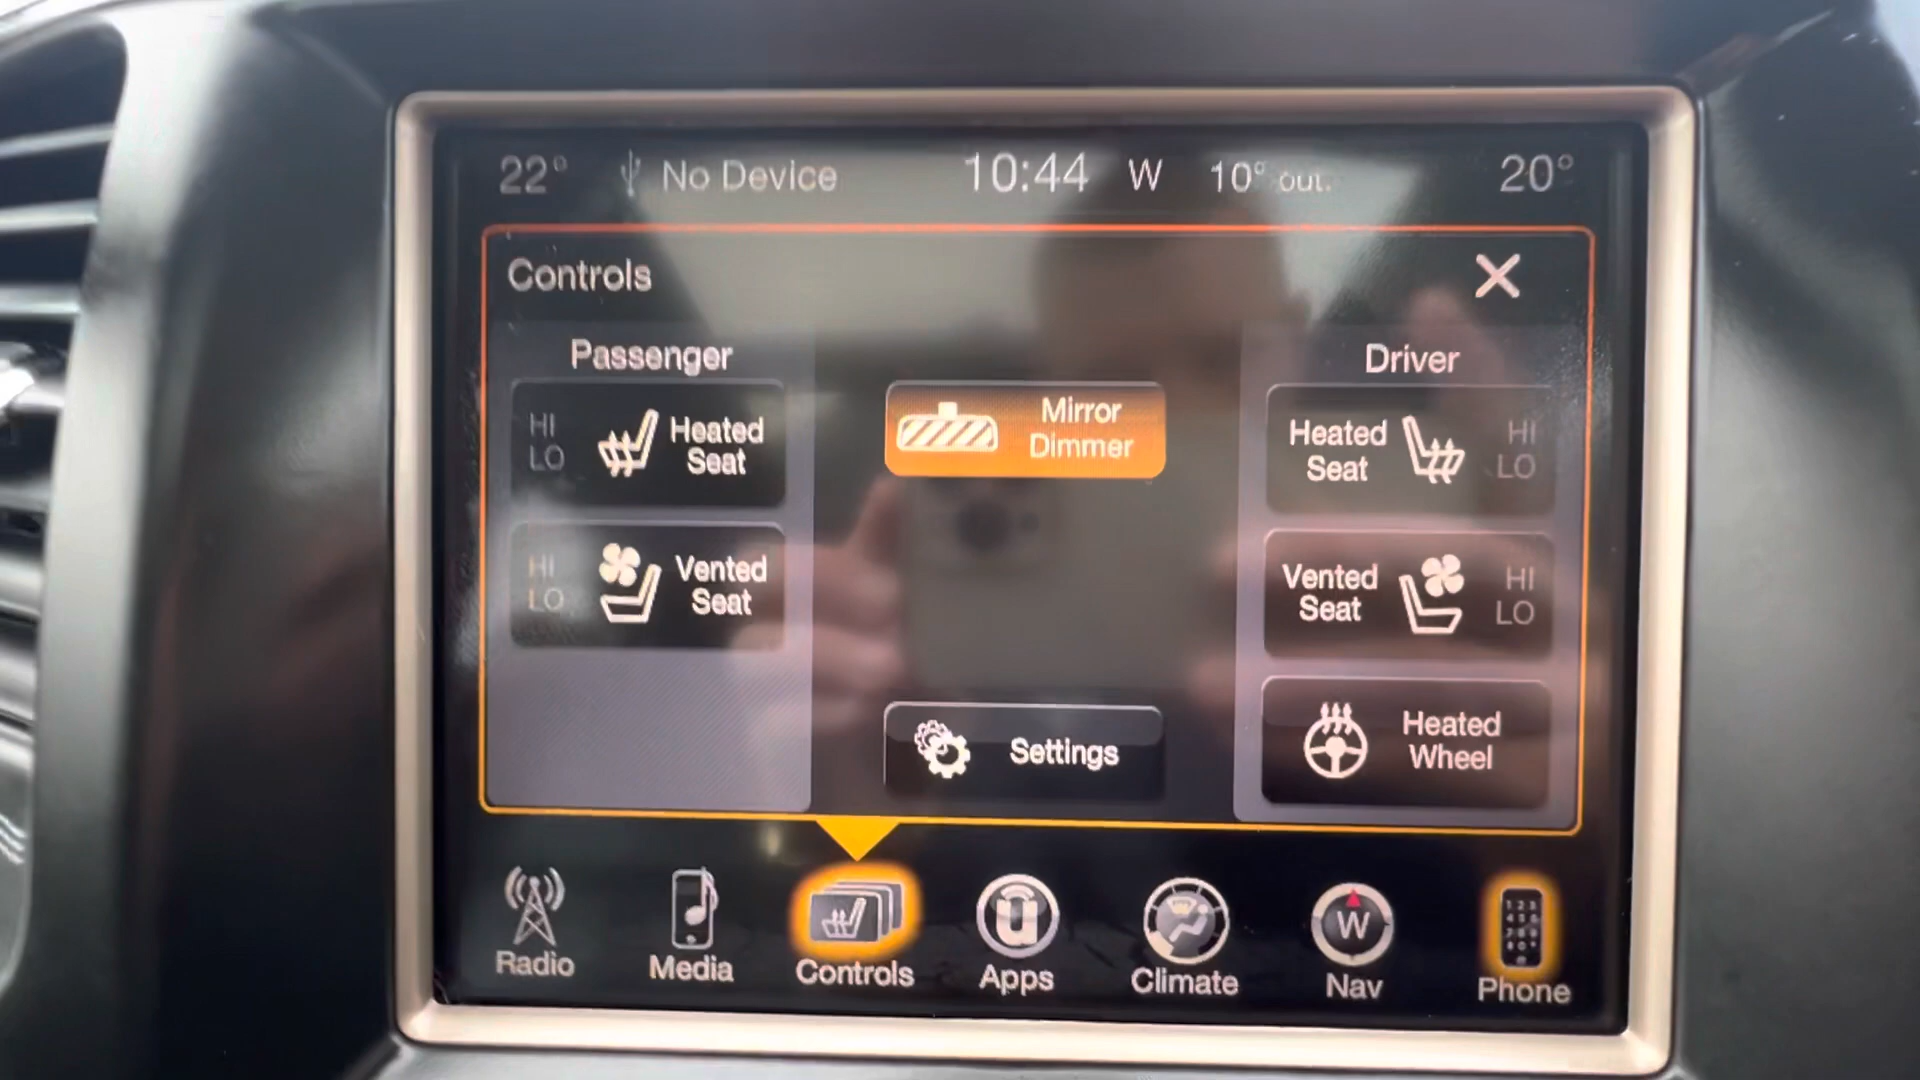 22° No Device 10:44 W 10° out. 20°
Controls
Passenger
Driver
HI
LO
Heated
Seat
Mirror
Dimmer
Heated
Seat
HI
LO
HI
LO
Vented
Seat
Vented
Seat
HI
LO
Settings
Heated
Wheel
W
Radio
Media
Controls
Apps
Climate
Nav
Phone